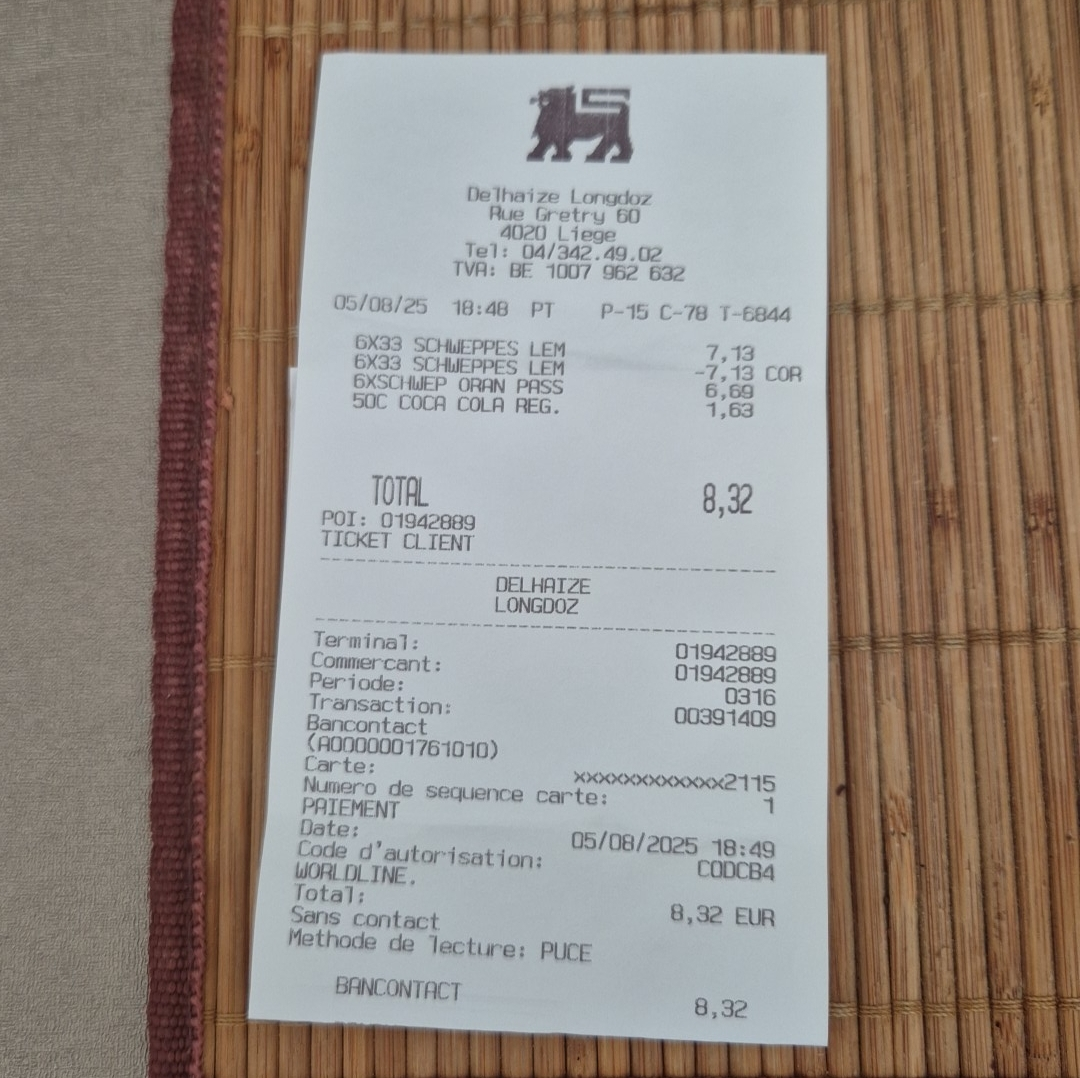 Delhaize Longdoz
Rue Gretry 60
4020 Liege
Tel: 04/342.49.02
TVA: BE 1007 962 632
05/08/25 18:48 PT P-15 C-78 T-6844
6X33 SCHWEPPES LEM 7,13
6X33 SCHWEPPES LEM -7,13 COR
6XSCHWEP ORAN PASS 6,69
50C COCA COLA REG. 1,63
TOTAL 8,32
POI: 01942889
TICKET CLIENT
DELHAIZE
LONGDOZ
Terminal: 01942889
Commercant: 01942889
Periode: 0316
Transaction: 00391409
Bancontact
(A0000001761010)
Carte: xxxxxxxxxxxxx2115
Numero de sequence carte: 1
PAIEMENT
Date: 05/08/2025 18:49
Code d'autorisation: C0DCB4
WORLDLINE.
Total: 8,32 EUR
Sans contact
Methode de lecture: PUCE
BANCONTACT 8,32